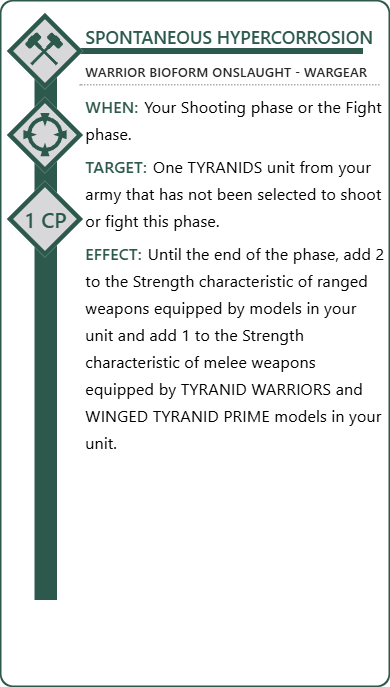 SPONTANEOUS HYPERCORROSION
WARRIOR BIOFORM ONSLAUGHT - WARGEAR
WHEN: Your Shooting phase or the Fight
phase.
TARGET: One TYRANIDS unit from your
army that has not been selected to shoot
or fight this phase.
1 CP
EFFECT: Until the end of the phase, add 2
to the Strength characteristic of ranged
weapons equipped by models in your
unit and add 1 to the Strength
characteristic of melee weapons
equipped by TYRANID WARRIORS and
WINGED TYRANID PRIME models in your
unit.